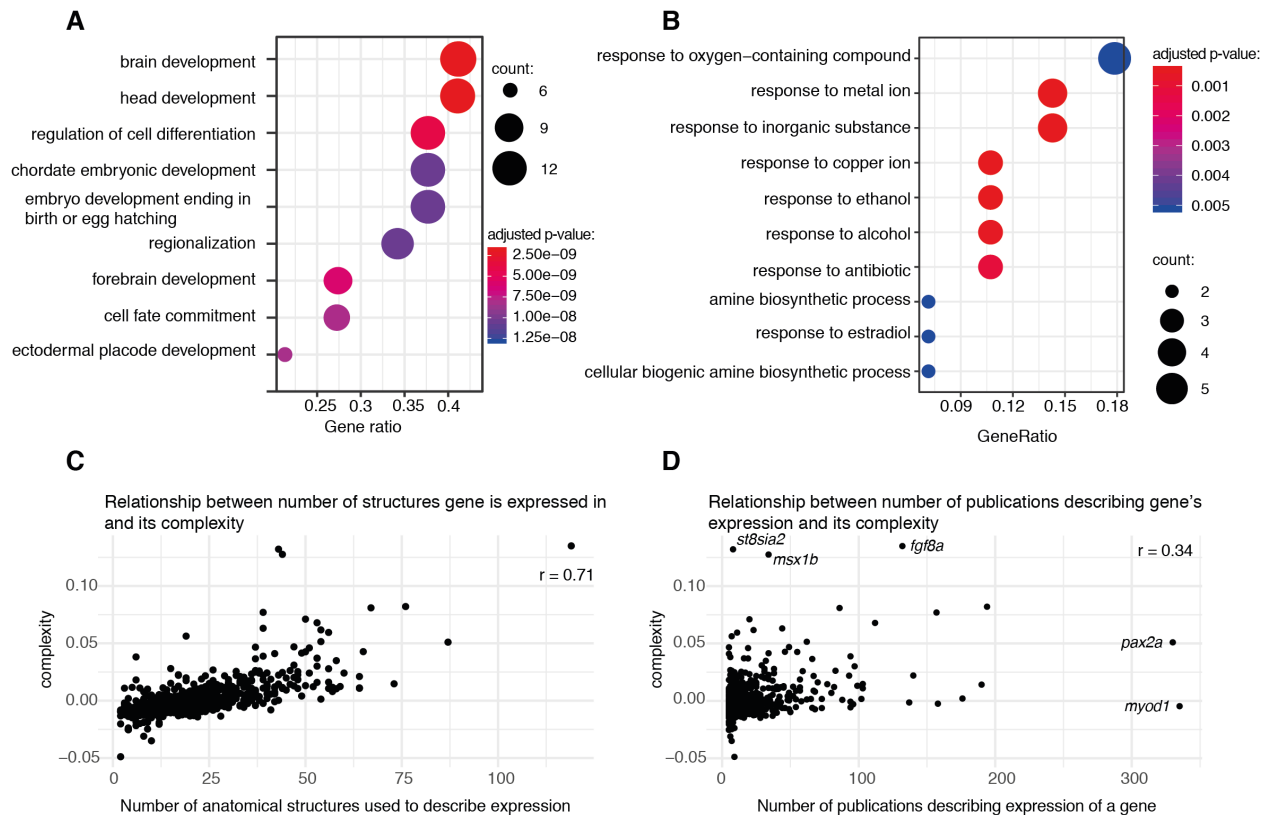 A
brain development
head development
regulation of cell differentiation
chordate embryonic development
embryo development ending in
birth or egg hatching
regionalization
forebrain development
cell fate commitment
ectodermal placode development
0.25 0.3 0.35 0.4
Gene ratio
count:
6
9
12
adjusted p-value:
2.50e−09
5.00e−09
7.50e−09
1.00e−08
1.25e−08
B
response to oxygen−containing compound
response to metal ion
response to inorganic substance
response to copper ion
response to ethanol
response to alcohol
response to antibiotic
amine biosynthetic process
response to estradiol
cellular biogenic amine biosynthetic process
0.09 0.12 0.15 0.18
GeneRatio
adjusted p-value:
0.001
0.002
0.003
0.004
0.005
count:
2
3
4
5
C
Relationship between number of structures gene is expressed in
and its complexity
r = 0.71
complexity
0.10
0.05
0.00
−0.05
0 25 50 75 100
Number of anatomical structures used to describe expression
D
Relationship between number of publications describing gene's
expression and its complexity
st8sia2
msx1b
fgf8a
r = 0.34
pax2a
myod1
complexity
0.10
0.05
0.00
−0.05
0 100 200 300
Number of publications describing expression of a gene